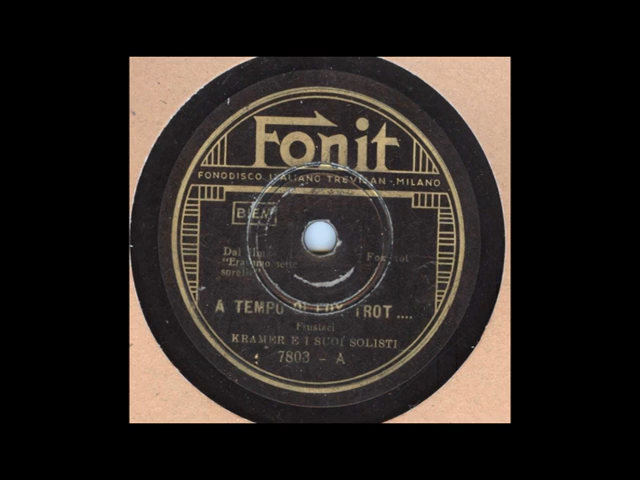 Fonit
FONODISCO ITALIANO TREVISAN - MILANO
BIEM
Dal film
"Eravamo sette
sorelle"
Fox trot
A TEMPO DI FOX TROT....
KRAMER E I SUOI SOLISTI
7803 - A